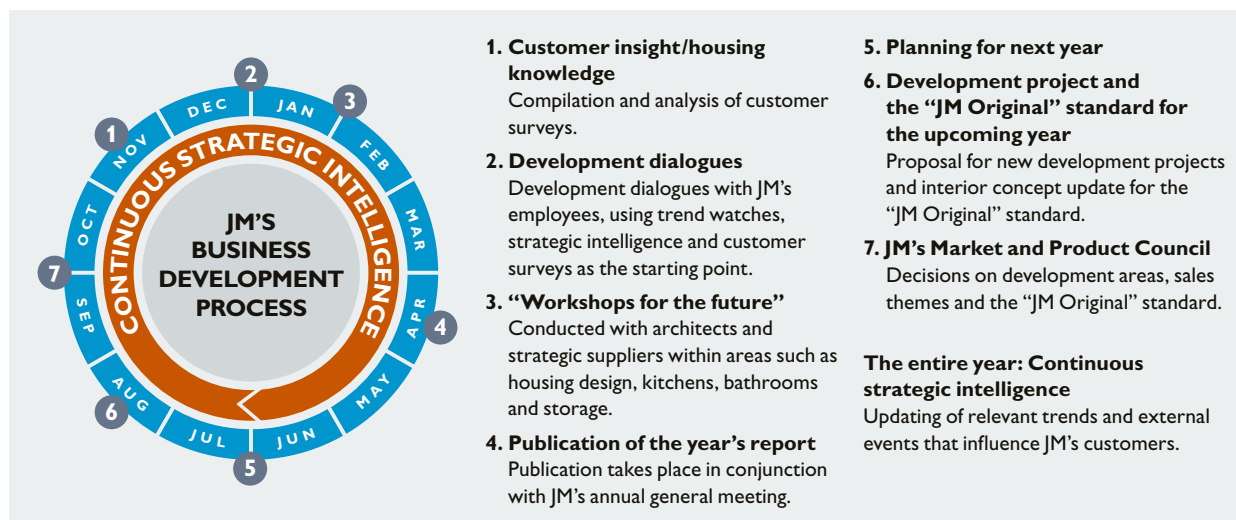 2
DEC
JAN
3
1
NOV
FEB
OCT
MAR
7
SEP
APR
4
AUG
MAY
6
JUL
JUN
5
CONTINUOUS STRATEGIC INTELLIGENCE
JM’S
BUSINESS
DEVELOPMENT
PROCESS
1. Customer insight/housing
knowledge
Compilation and analysis of customer
surveys.
2. Development dialogues
Development dialogues with JM’s
employees, using trend watches,
strategic intelligence and customer
surveys as the starting point.
3. “Workshops for the future”
Conducted with architects and
strategic suppliers within areas such as
housing design, kitchens, bathrooms
and storage.
4. Publication of the year’s report
Publication takes place in conjunction
with JM’s annual general meeting.
5. Planning for next year
6. Development project and
the “JM Original” standard for
the upcoming year
Proposal for new development projects
and interior concept update for the
“JM Original” standard.
7. JM’s Market and Product Council
Decisions on development areas, sales
themes and the “JM Original” standard.
The entire year: Continuous
strategic intelligence
Updating of relevant trends and external
events that influence JM’s customers.